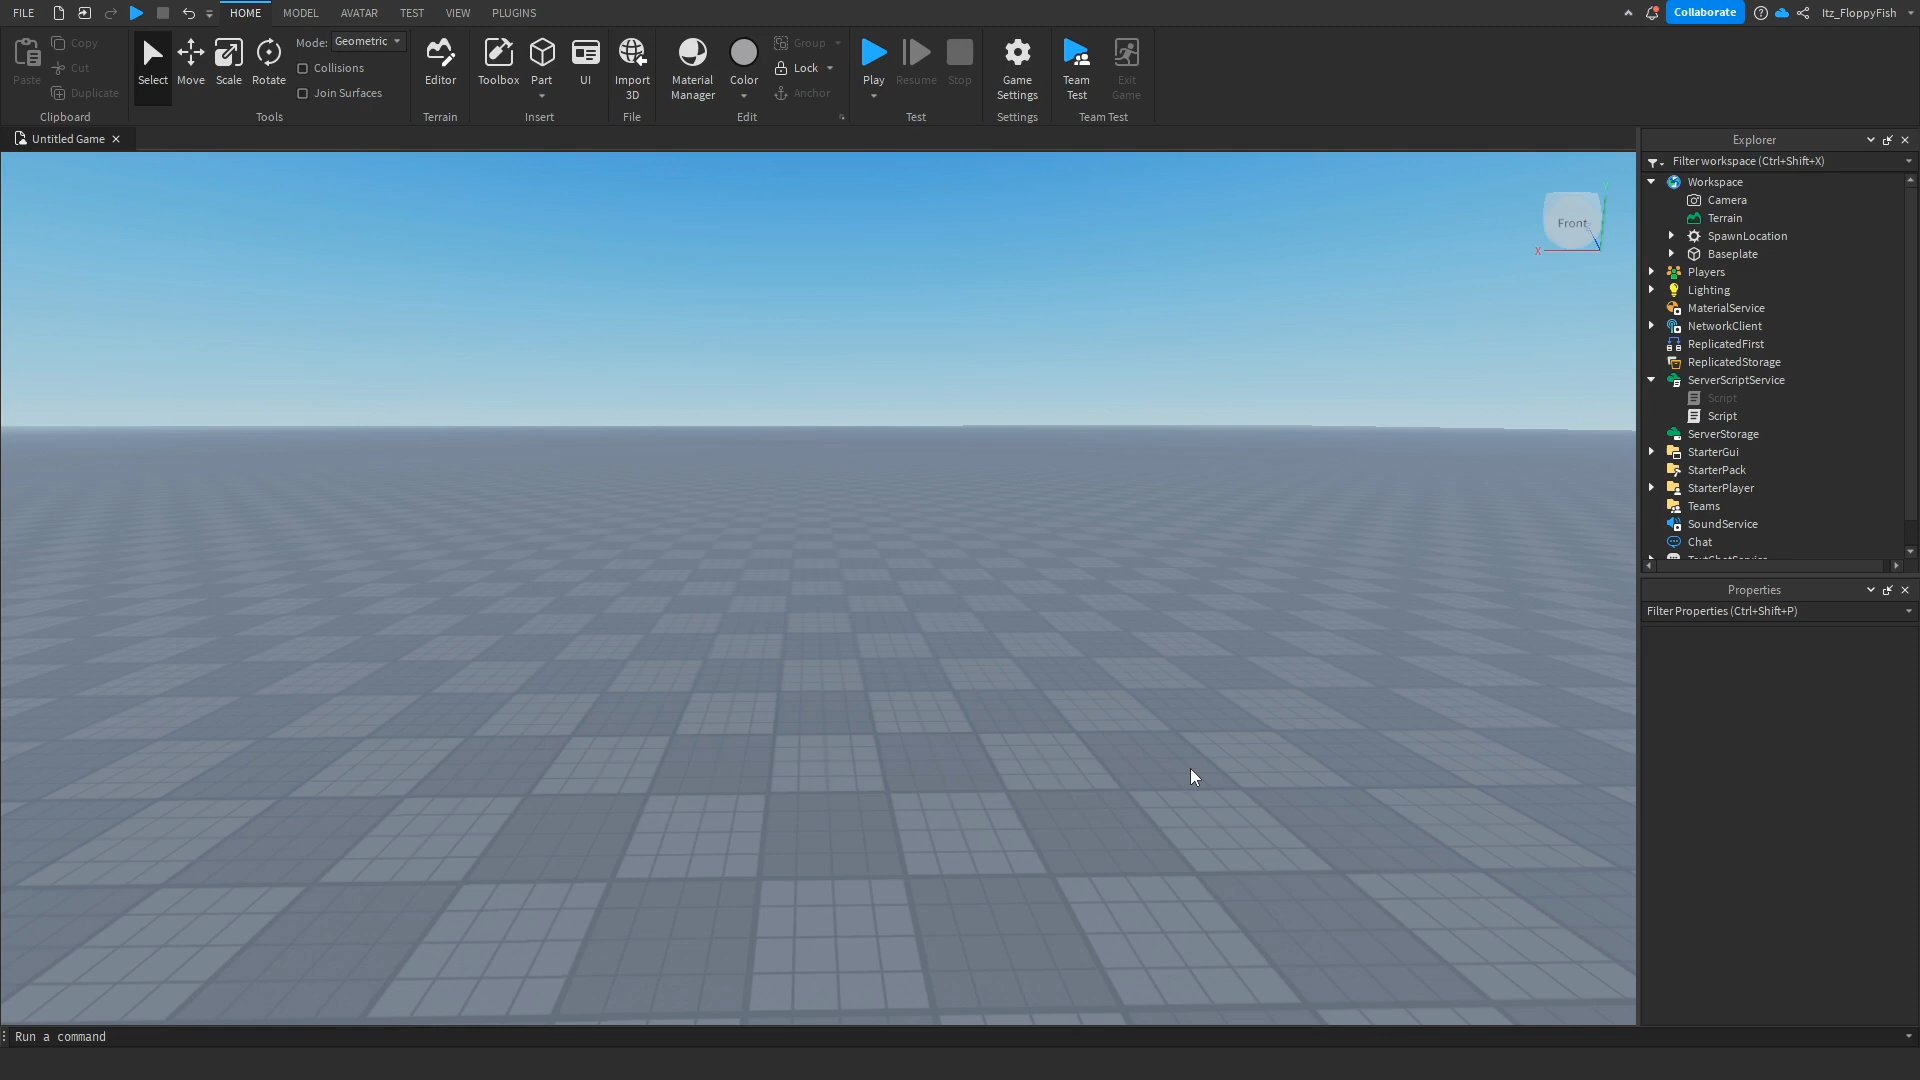 FILE HOME MODEL AVATAR TEST VIEW PLUGINS Collaborate Itz_FloppyFish
Paste Copy Cut Duplicate
Clipboard
Select Move Scale Rotate
Mode: Geometric
Collisions
Join Surfaces
Tools
Editor
Terrain
Toolbox Part UI
Insert
Import 3D
File
Material Manager
Color
Group
Lock
Anchor
Edit
Play Resume Stop
Test
Game Settings
Settings
Team Test
Exit Game
Team Test
Untitled Game
Front
X
Explorer
Filter workspace (Ctrl+Shift+X)
Workspace
Camera
Terrain
SpawnLocation
Baseplate
Players
Lighting
MaterialService
NetworkClient
ReplicatedFirst
ReplicatedStorage
ServerScriptService
Script
Script
ServerStorage
StarterGui
StarterPack
StarterPlayer
Teams
SoundService
Chat
TextChatService
Properties
Filter Properties (Ctrl+Shift+P)
Run a command